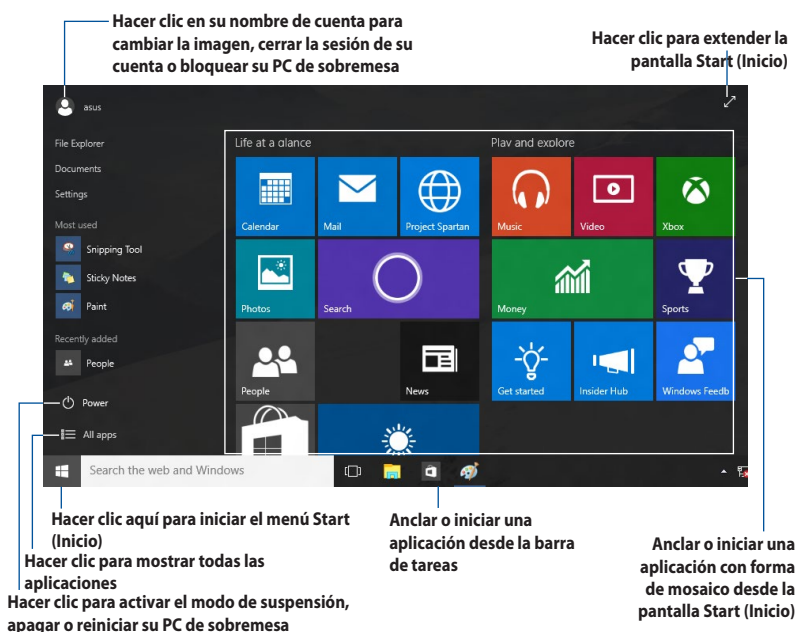 Hacer clic en su nombre de cuenta para
cambiar la imagen, cerrar la sesión de su
cuenta o bloquear su PC de sobremesa
Hacer clic para extender la
pantalla Start (Inicio)
asus
File Explorer
Documents
Settings
Most used
Snipping Tool
Sticky Notes
Paint
Recently added
People
Power
All apps
Search the web and Windows
Life at a glance
Play and explore
Calendar
Mail
Project Spartan
Music
Video
Xbox
Photos
Search
Money
Sports
People
News
Get started
Insider Hub
Windows Feedb
Hacer clic aquí para iniciar el menú Start
(Inicio)
Hacer clic para mostrar todas las
aplicaciones
Hacer clic para activar el modo de suspensión,
apagar o reiniciar su PC de sobremesa
Anclar o iniciar una
aplicación desde la barra
de tareas
Anclar o iniciar una
aplicación con forma
de mosaico desde la
pantalla Start (Inicio)